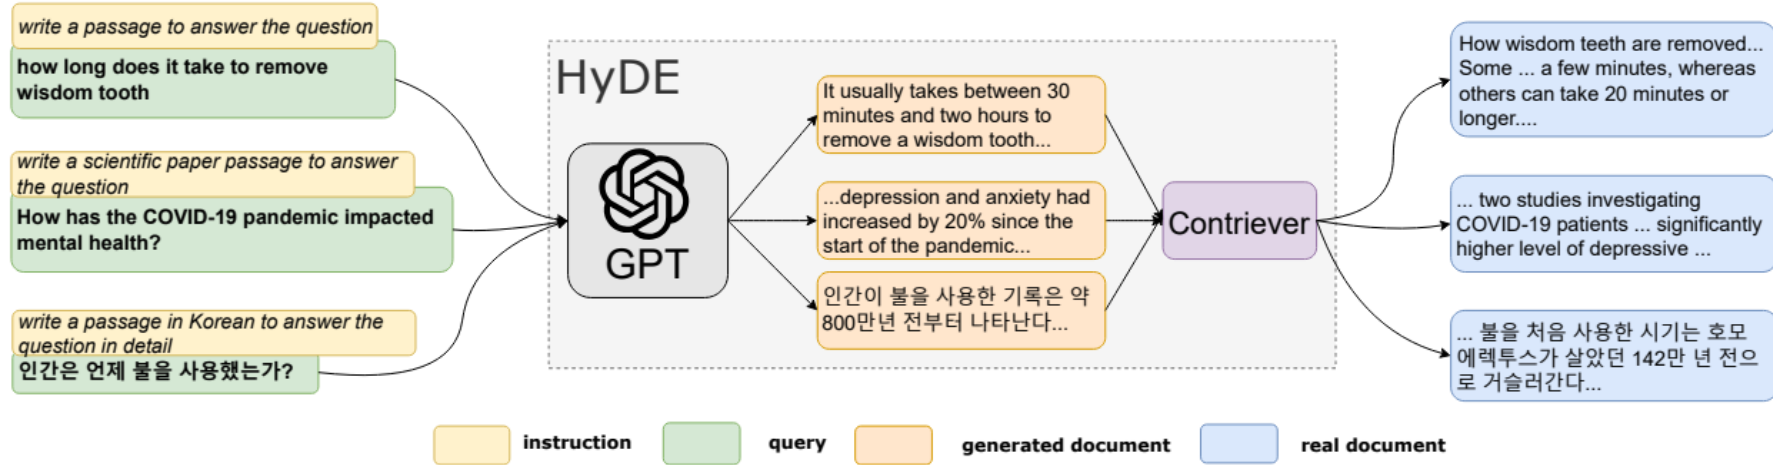 write a passage to answer the question
how long does it take to remove
wisdom tooth
write a scientific paper passage to answer
the question
How has the COVID-19 pandemic impacted
mental health?
write a passage in Korean to answer the
question in detail
인간은 언제 불을 사용했는가?
HyDE
GPT
It usually takes between 30
minutes and two hours to
remove a wisdom tooth...
...depression and anxiety had
increased by 20% since the
start of the pandemic...
인간이 불을 사용한 기록은 약
800만년 전부터 나타난다...
Contriever
How wisdom teeth are removed...
Some ... a few minutes, whereas
others can take 20 minutes or
longer....
... two studies investigating
COVID-19 patients ... significantly
higher level of depressive ...
... 불을 처음 사용한 시기는 호모
에렉투스가 살았던 142만 년 전으
로 거슬러간다...
instruction
query
generated document
real document